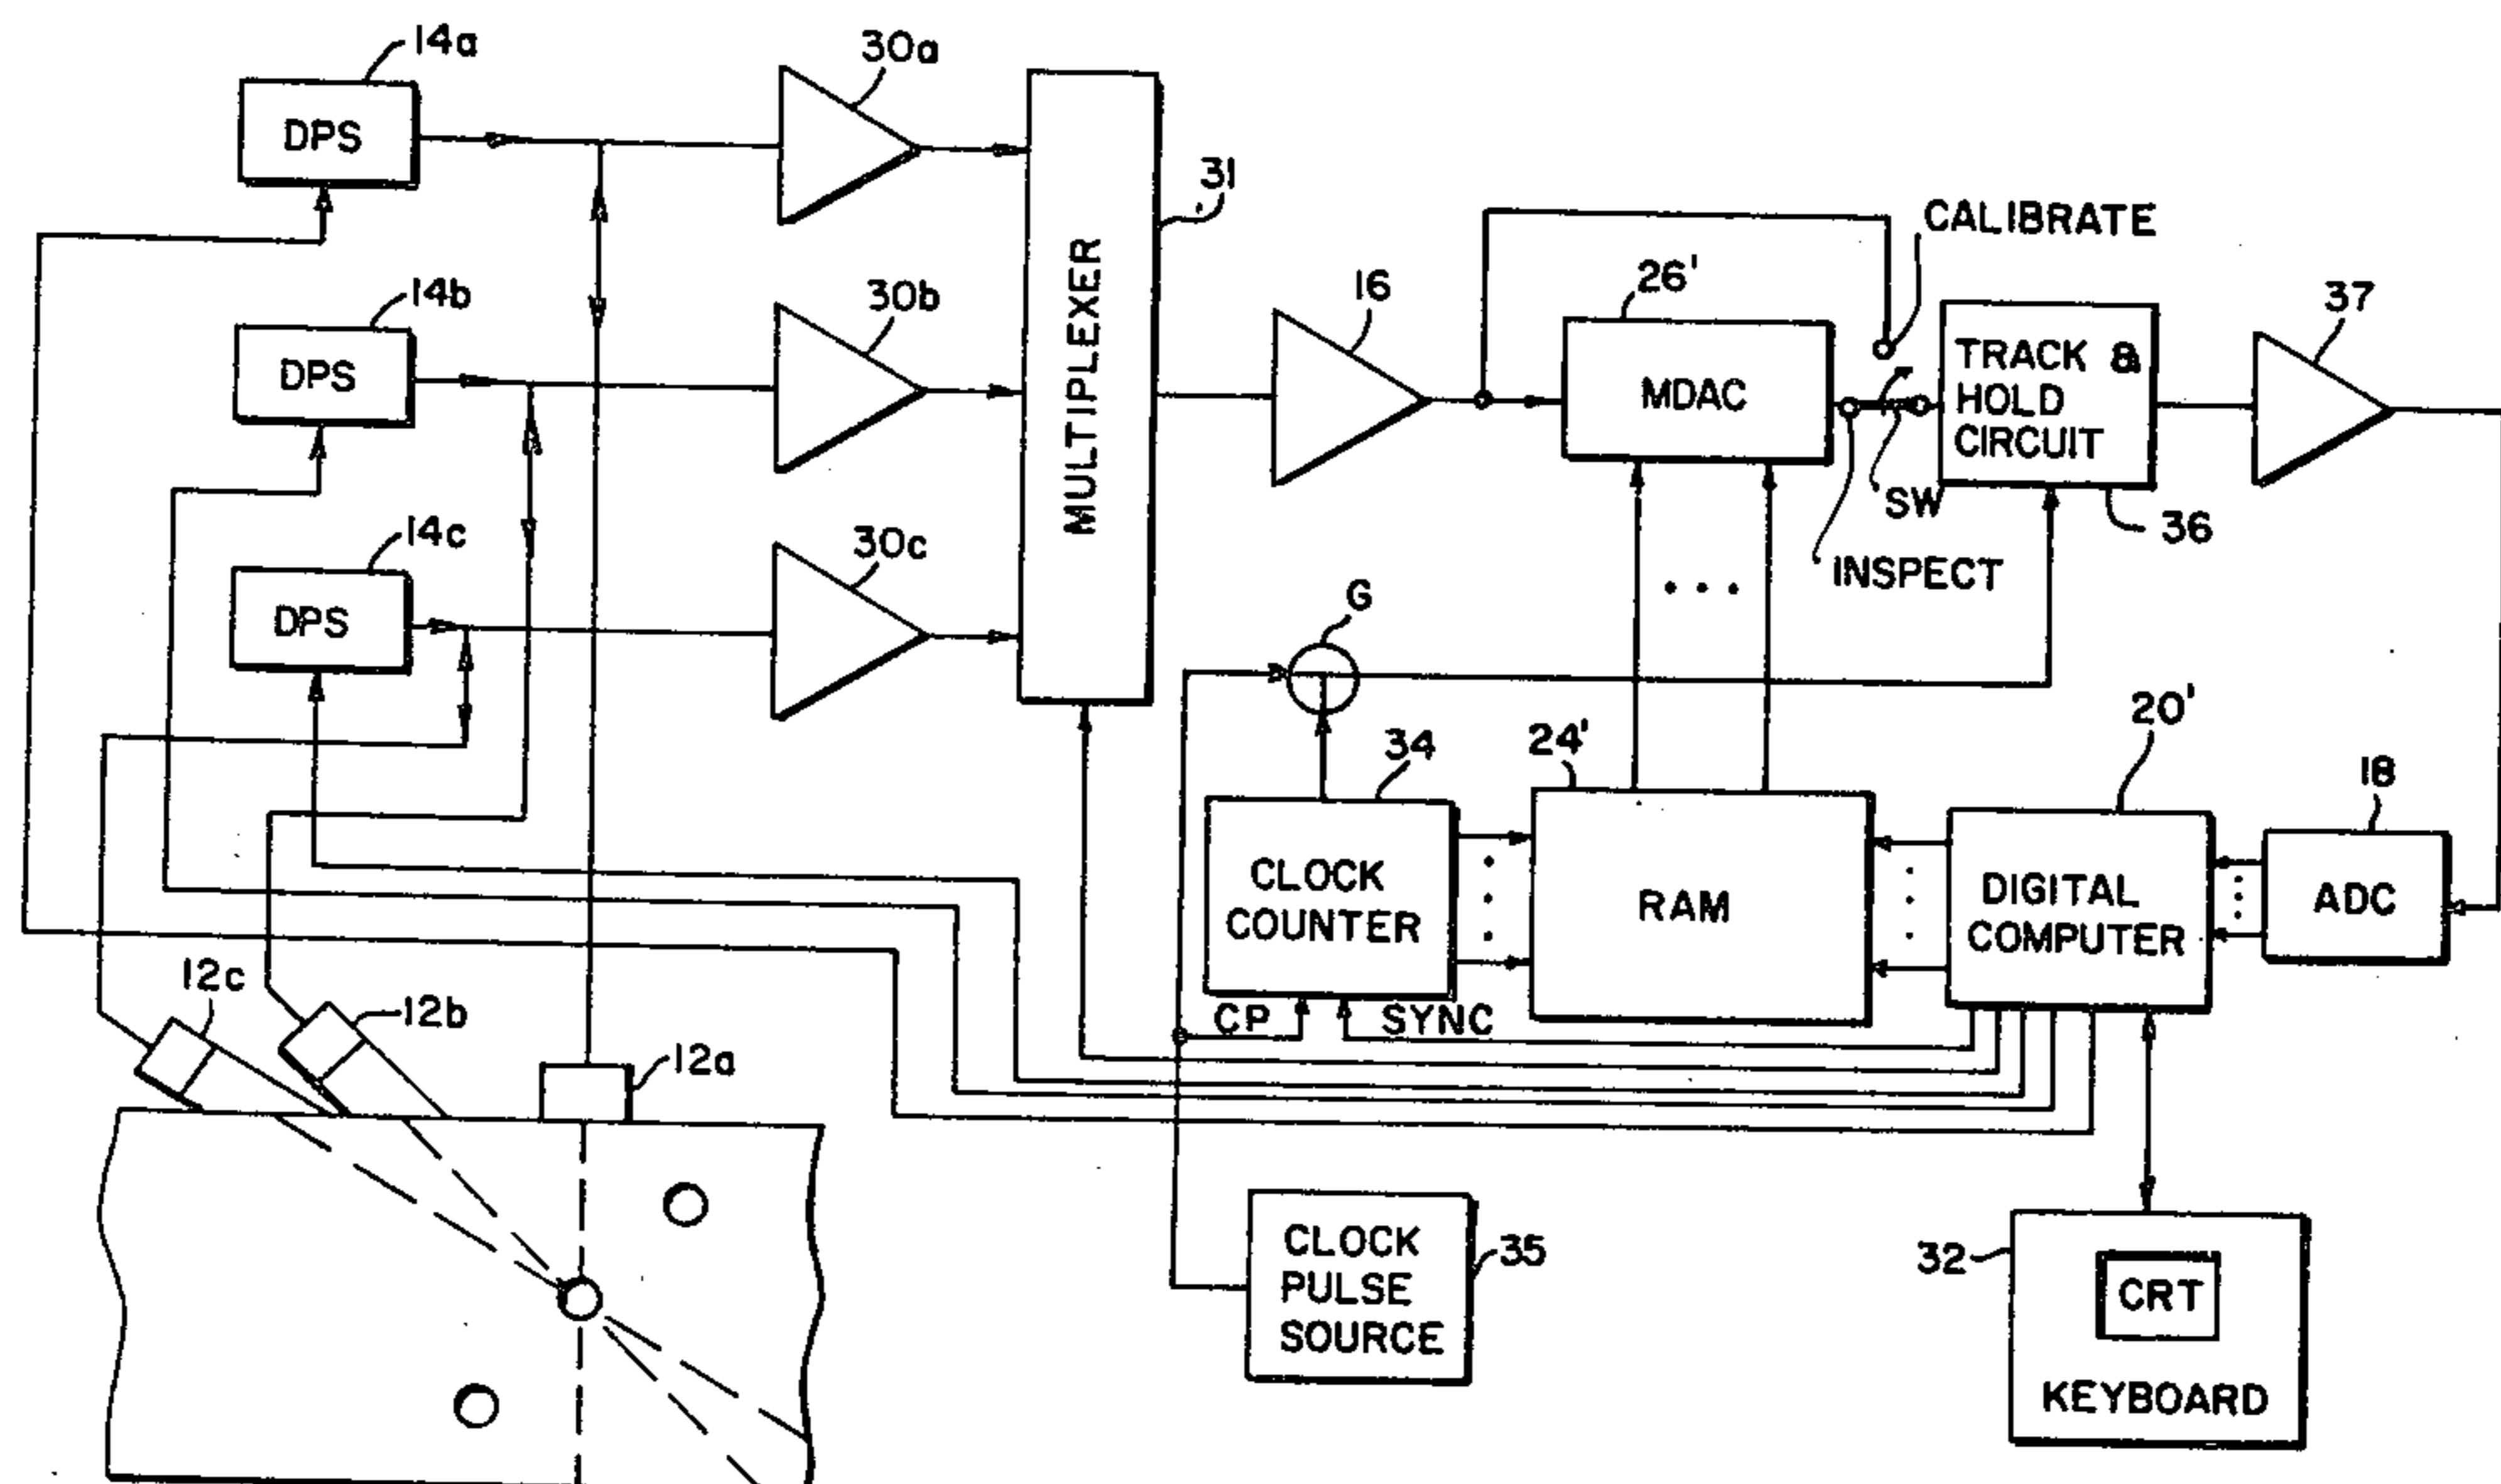 14a
DPS
30a
31
MULTIPLEXER
14b
DPS
30b
16
26'
MDAC
CALIBRATE
SW
INSPECT
TRACK &
HOLD
CIRCUIT
36
37
14c
DPS
30c
G
34
CLOCK
COUNTER
CP
SYNC
24'
RAM
20'
DIGITAL
COMPUTER
18
ADC
12c
12b
12a
CLOCK
PULSE
SOURCE
35
32
CRT
KEYBOARD